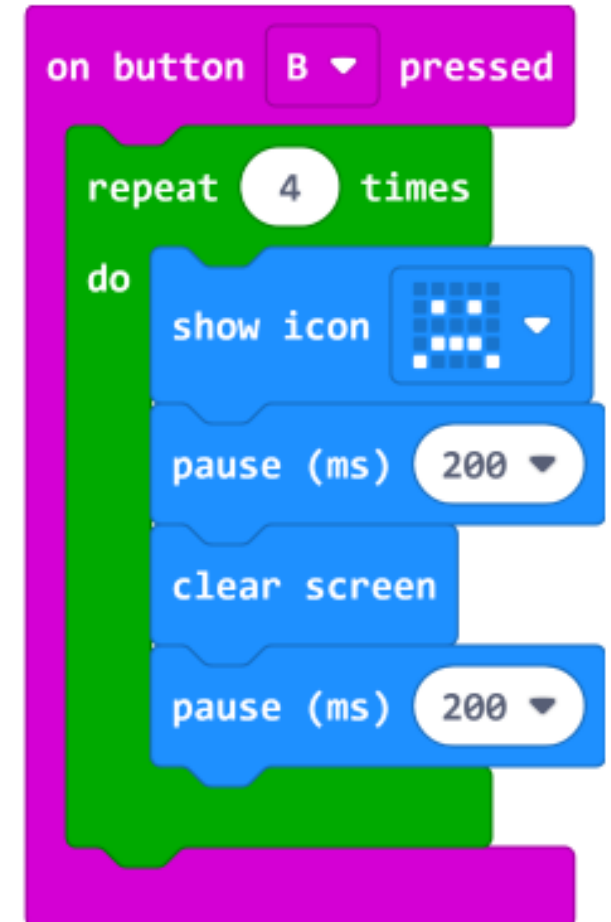 on button B pressed
repeat 4 times
do
show icon
pause (ms) 200
clear screen
pause (ms) 200